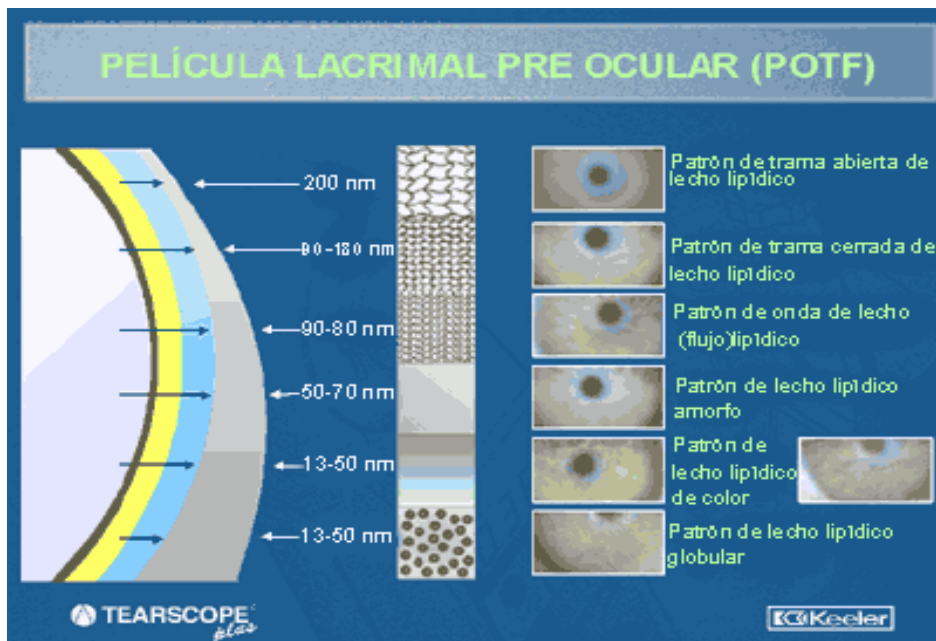 PELÍCULA LACRIMAL PRE OCULAR (POTF)
200 nm
Patrón de trama abierta de
lecho lipídico
90-180 nm
Patrón de trama cerrada de
lecho lipídico
90-80 nm
Patrón de onda de lecho
(flujo)lipídico
50-70 nm
Patrón de lecho lipídico
amorfo
13-50 nm
Patrón de
lecho lipídico
de color
13-50 nm
Patrón de lecho lipídico
globular
TEARSCOPE
plus
Keeler